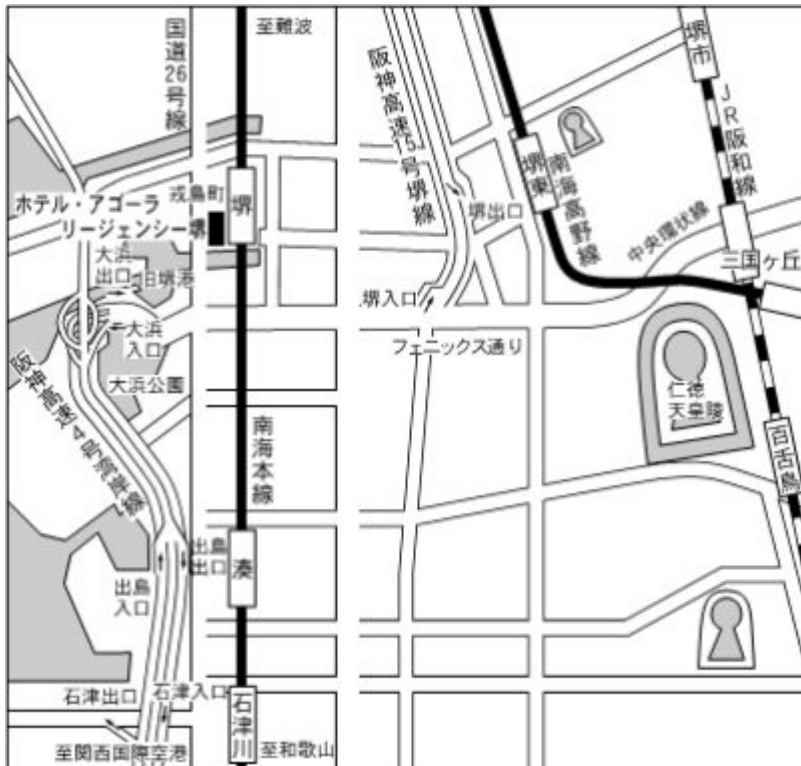 国道26号線
至難波
阪神高速15号堺線
堺市
JR阪和線
堺東
南海高野線
戎島町
堺
堺出口
中央環状線
ホテル・アゴーラ
リージェンシー堺
三国ヶ丘
大浜
出口
旧堺港
堺入口
大浜
入口
フェニックス通り
大浜公園
仁徳
天皇陵
阪神高速4号湾岸線
南海本線
百舌鳥
出島
出口
湊
出島
入口
石津出口
石津入口
石津川
至関西国際空港
至和歌山